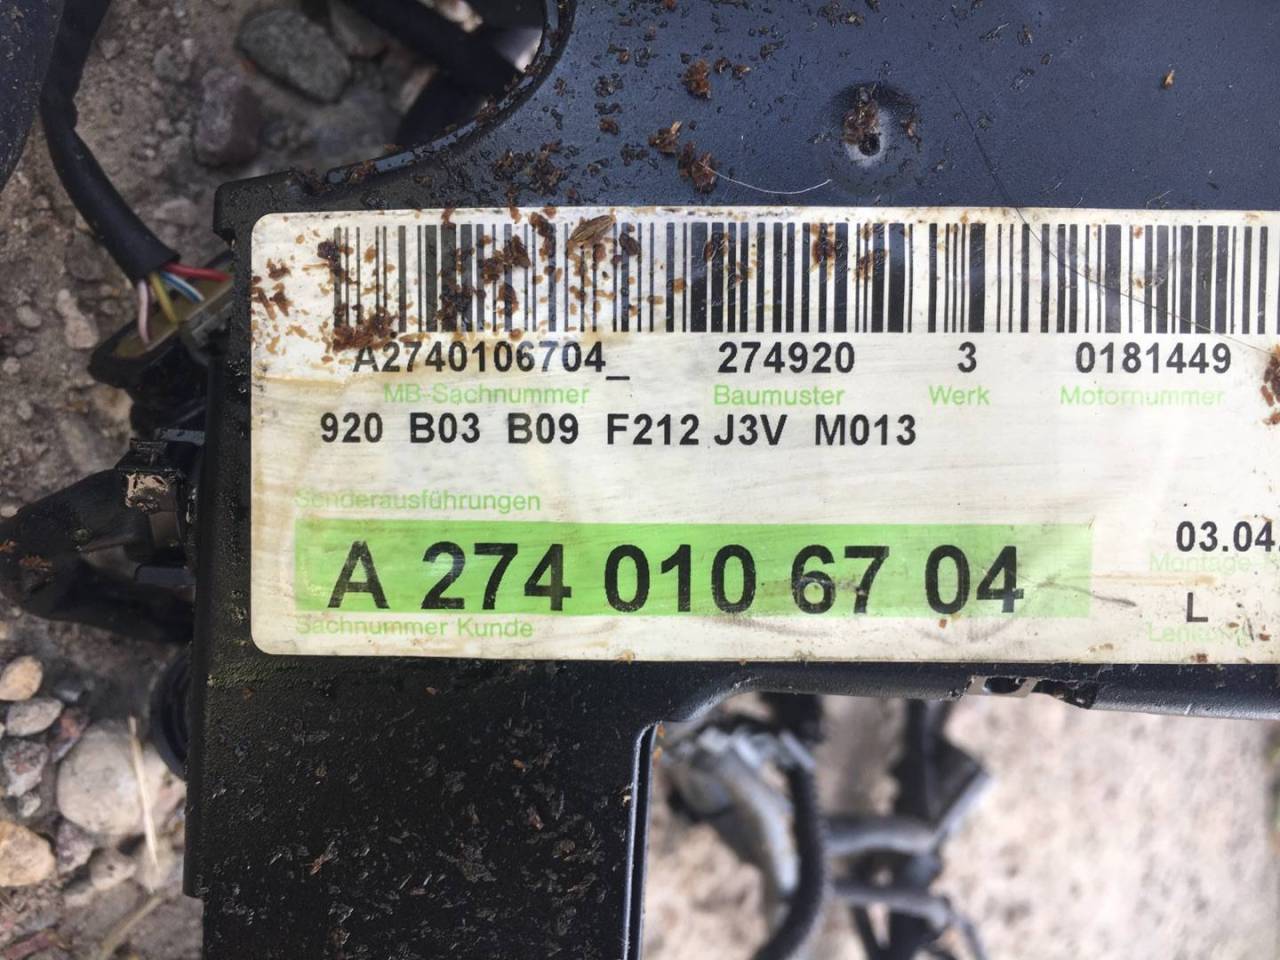 A2740106704_ 274920 3 0181449
MB-Sachnummer Baumuster Werk Motornummer
920 B03 B09 F212 J3V M013
Sonderausführungen
03.04.
Montage
A 274 010 67 04
L
Sachnummer Kunde